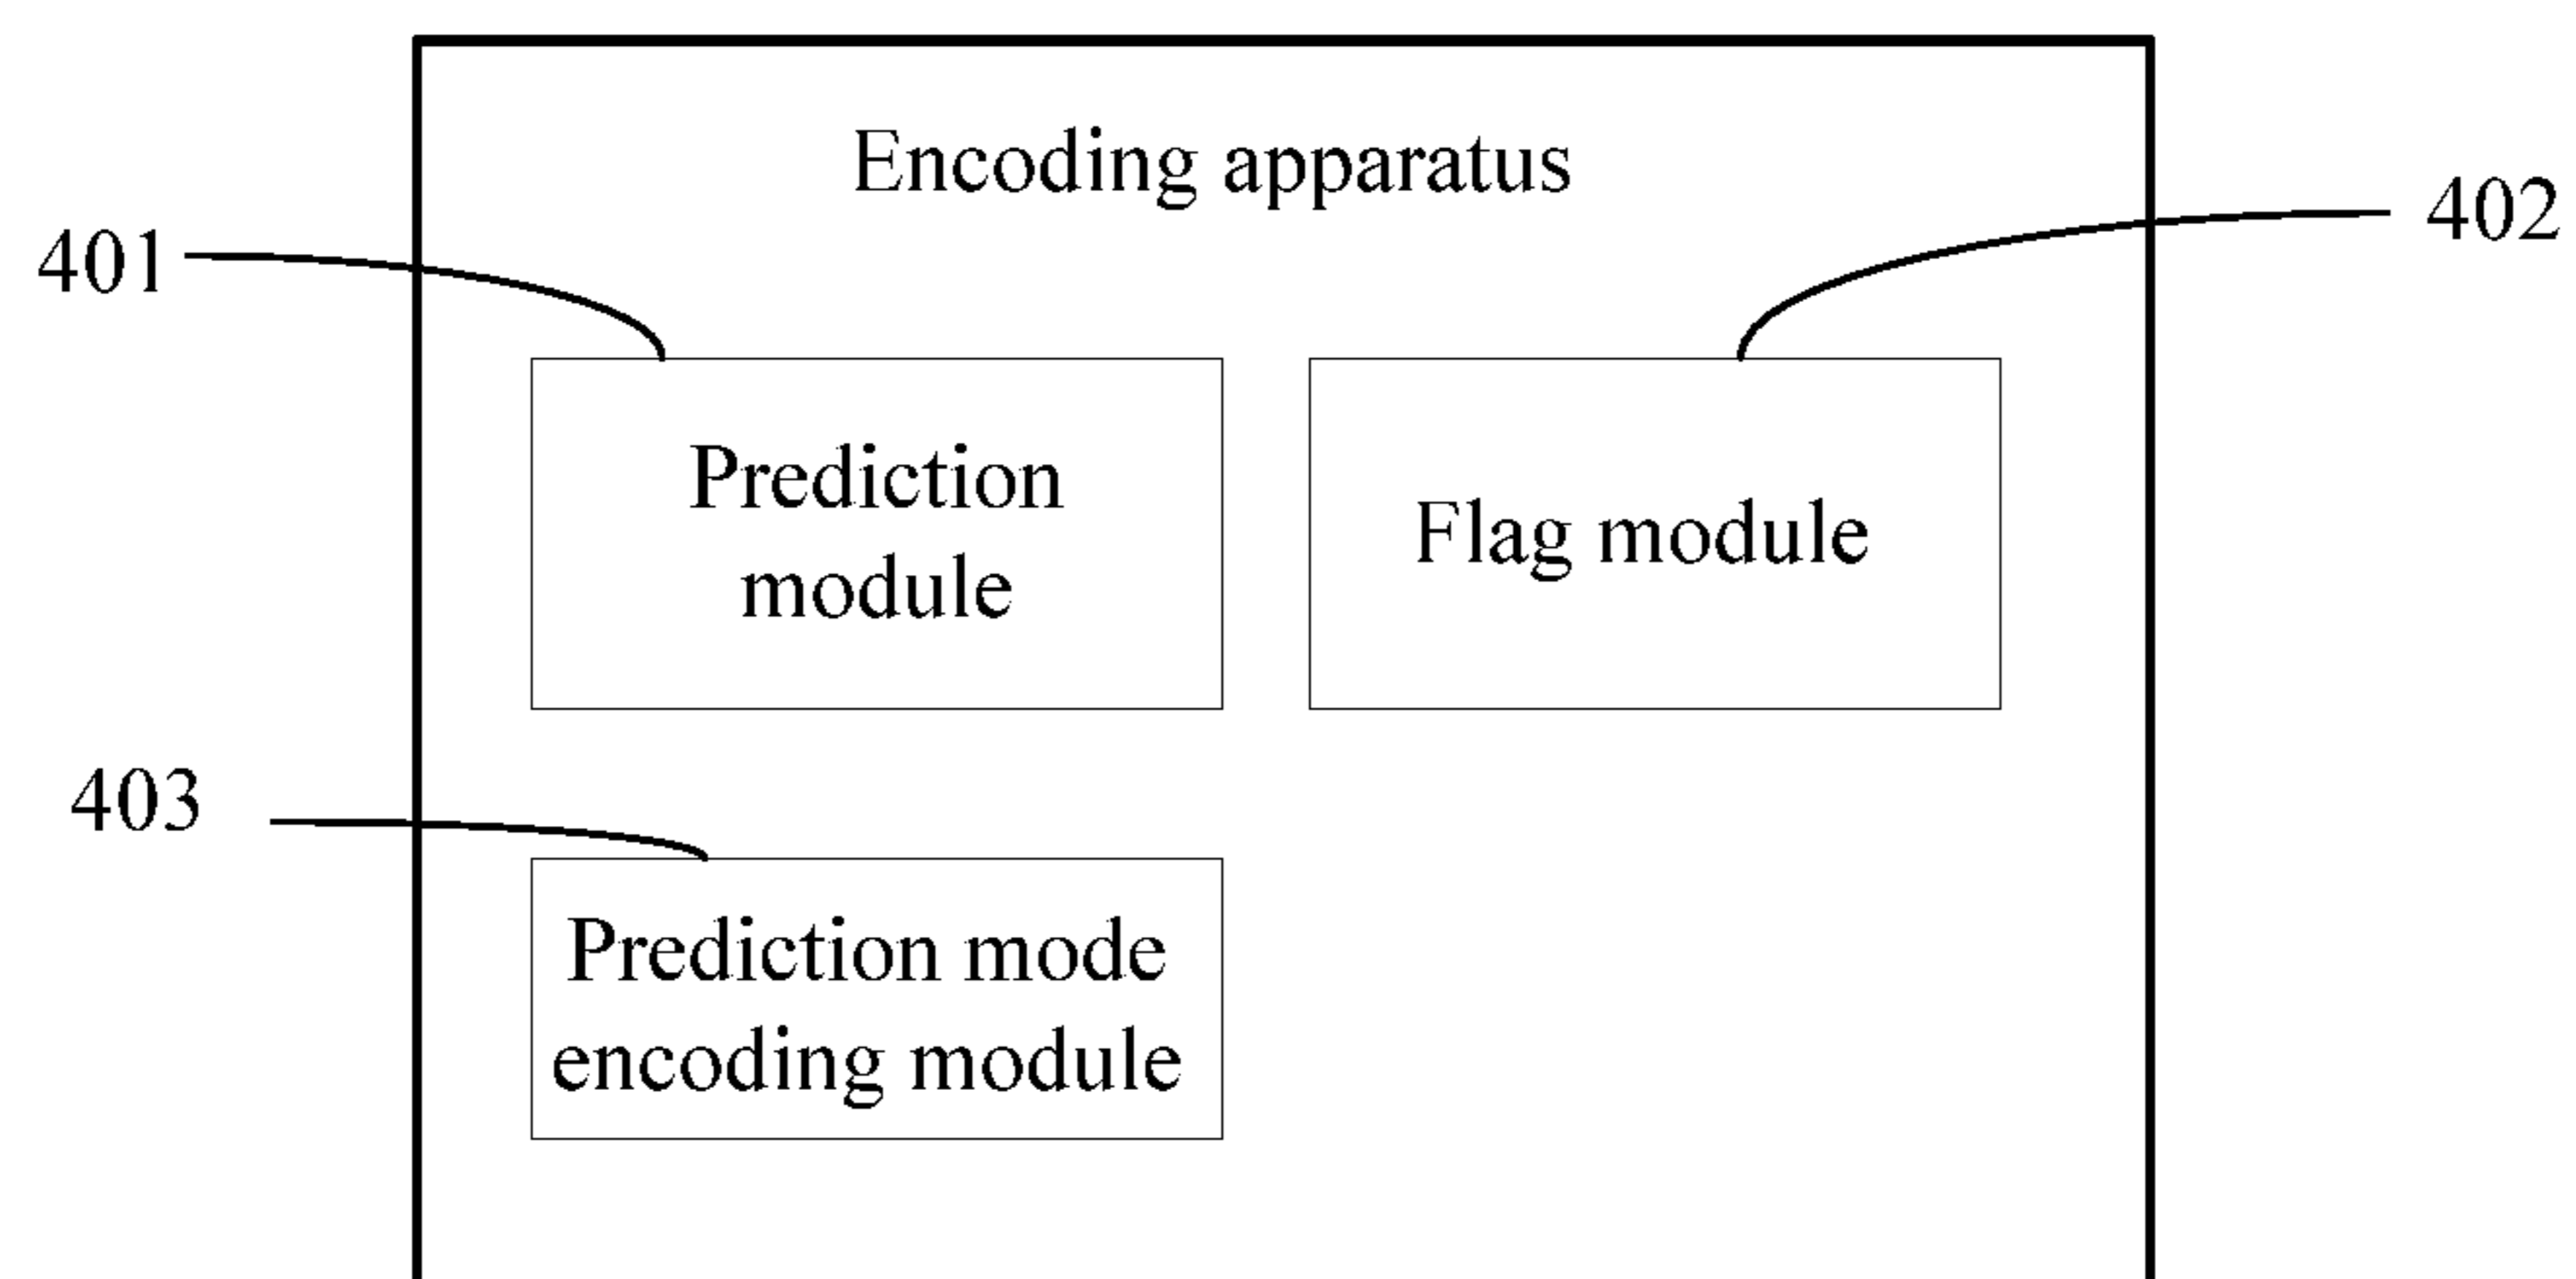 Encoding apparatus
401
402
Prediction
module
Flag module
403
Prediction mode
encoding module